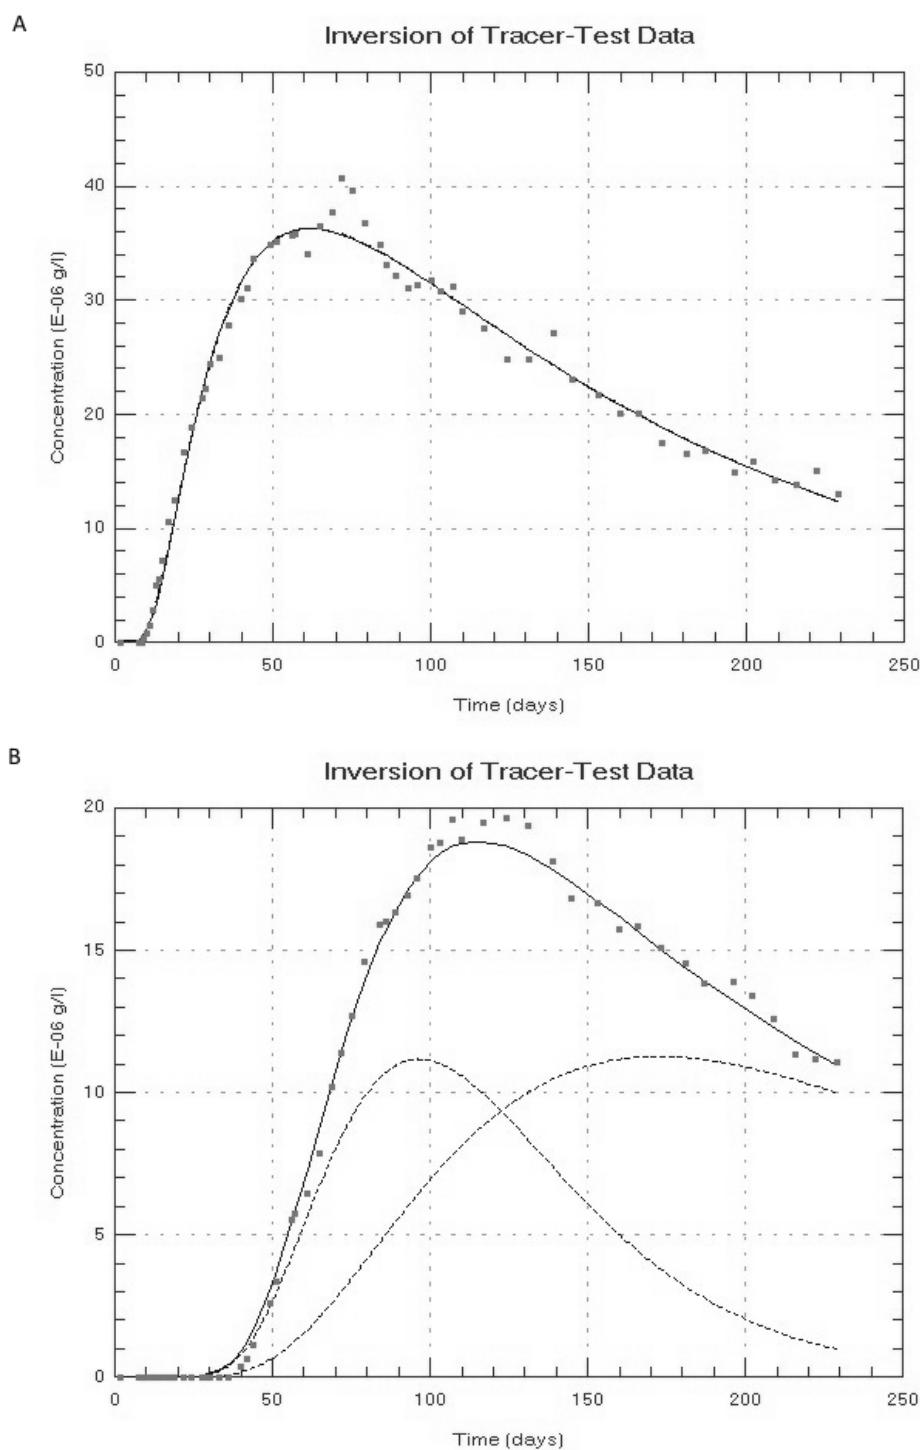 A
Inversion of Tracer-Test Data
50
40
30
20
10
0
Concentration (E-06 g/l)
0 50 100 150 200 250
Time (days)
B
Inversion of Tracer-Test Data
20
15
10
5
0
Concentration (E-06 g/l)
0 50 100 150 200 250
Time (days)